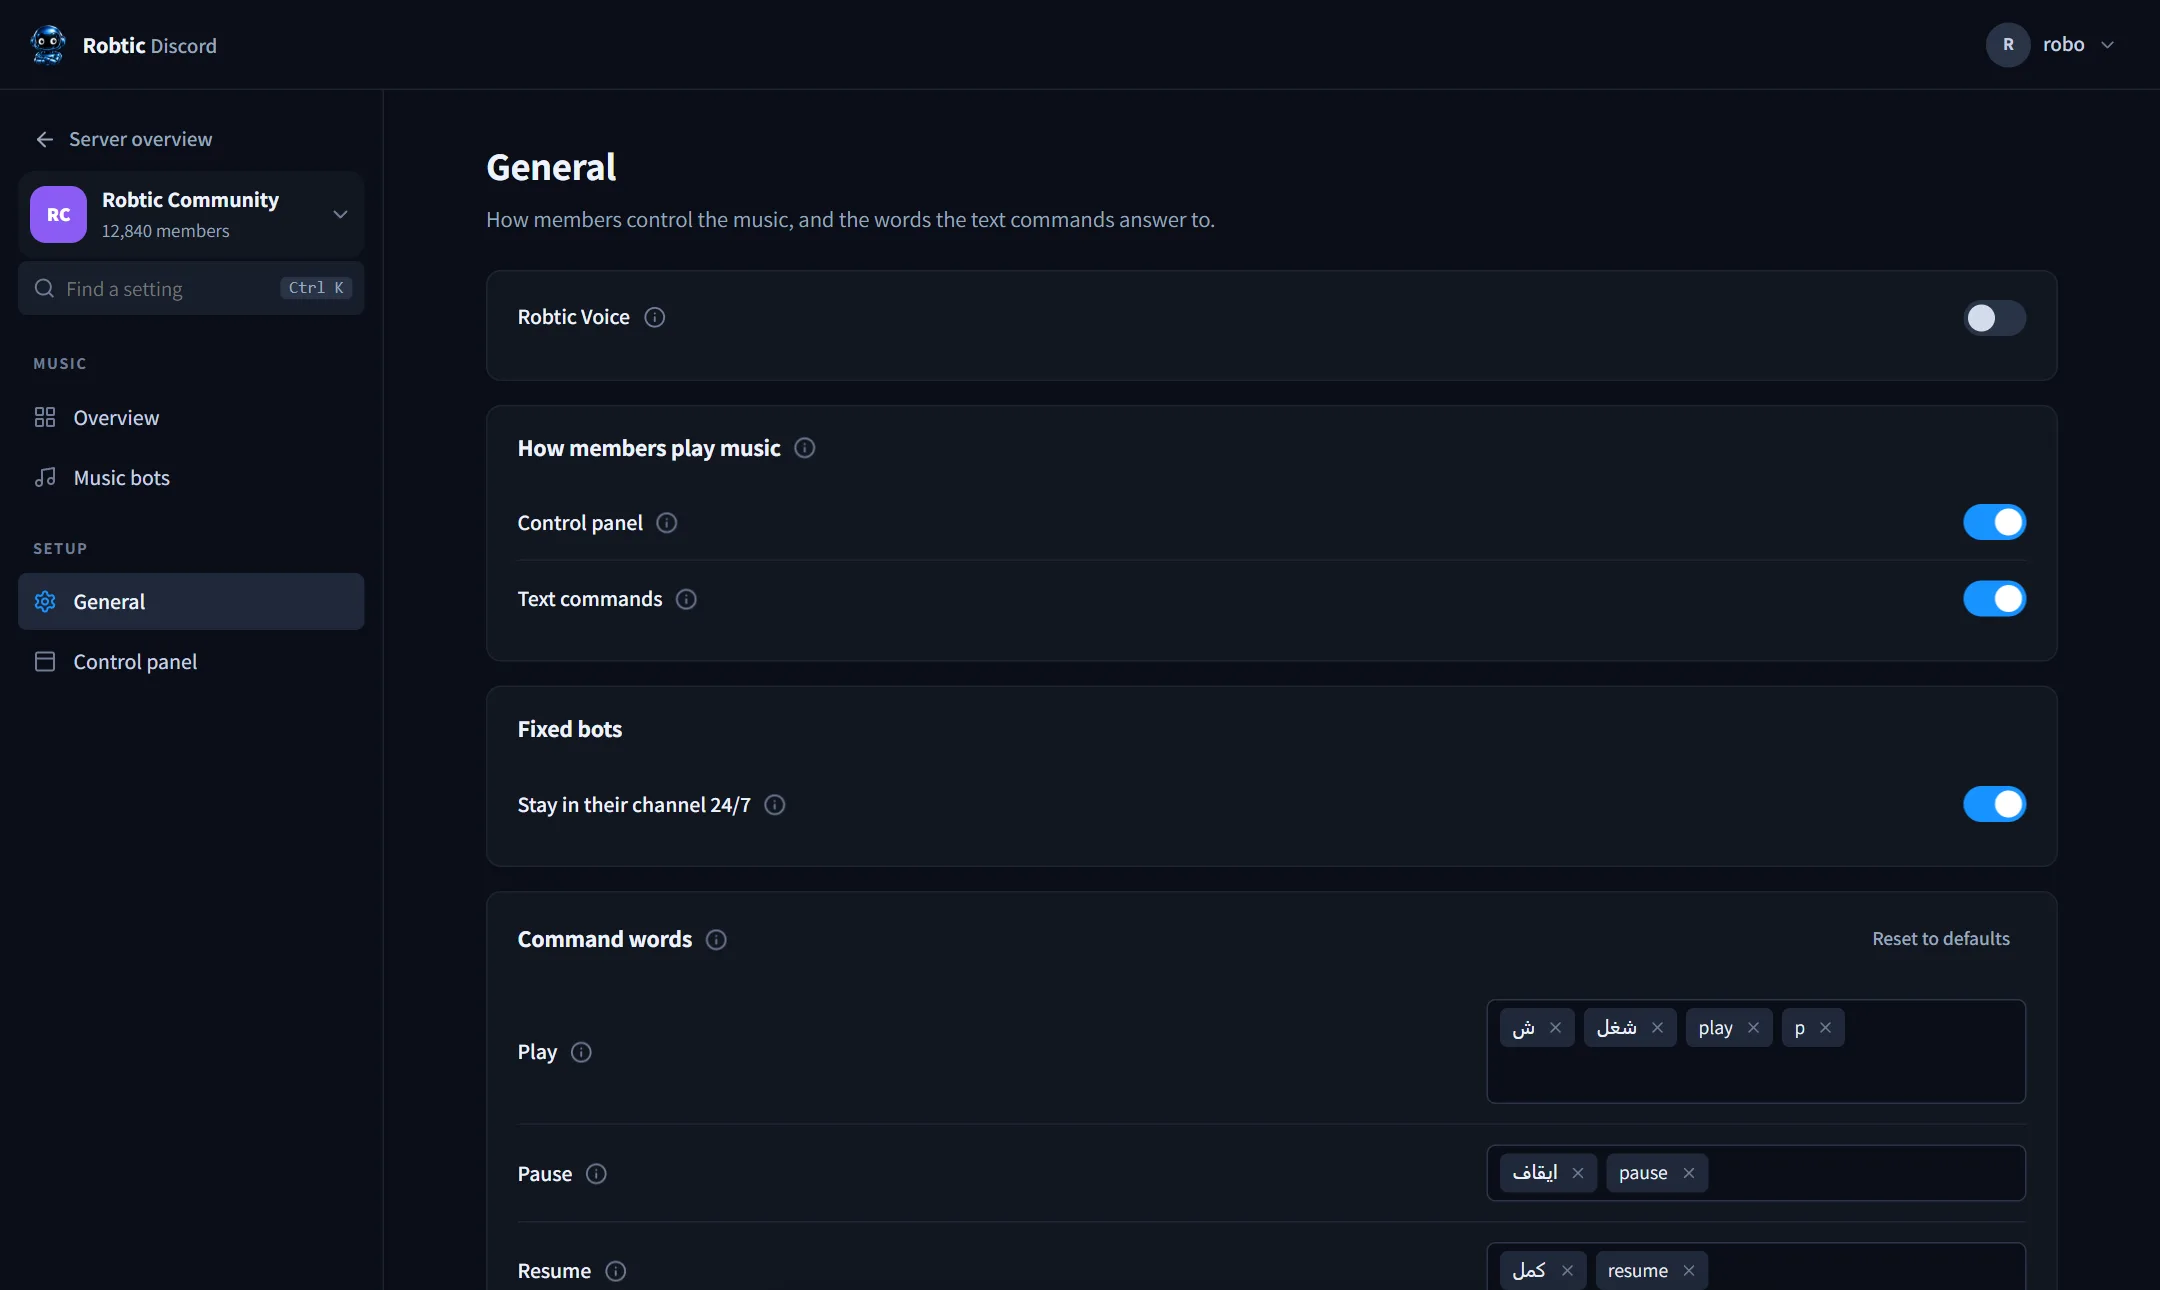 Robtic Discord
R robo
Server overview
RC Robtic Community
12,840 members
Find a setting Ctrl K
MUSIC
Overview
Music bots
SETUP
General
Control panel
General
How members control the music, and the words the text commands answer to.
Robtic Voice
How members play music
Control panel
Text commands
Fixed bots
Stay in their channel 24/7
Command words Reset to defaults
Play ش شغل play p
Pause ايقاف pause
Resume كمل resume